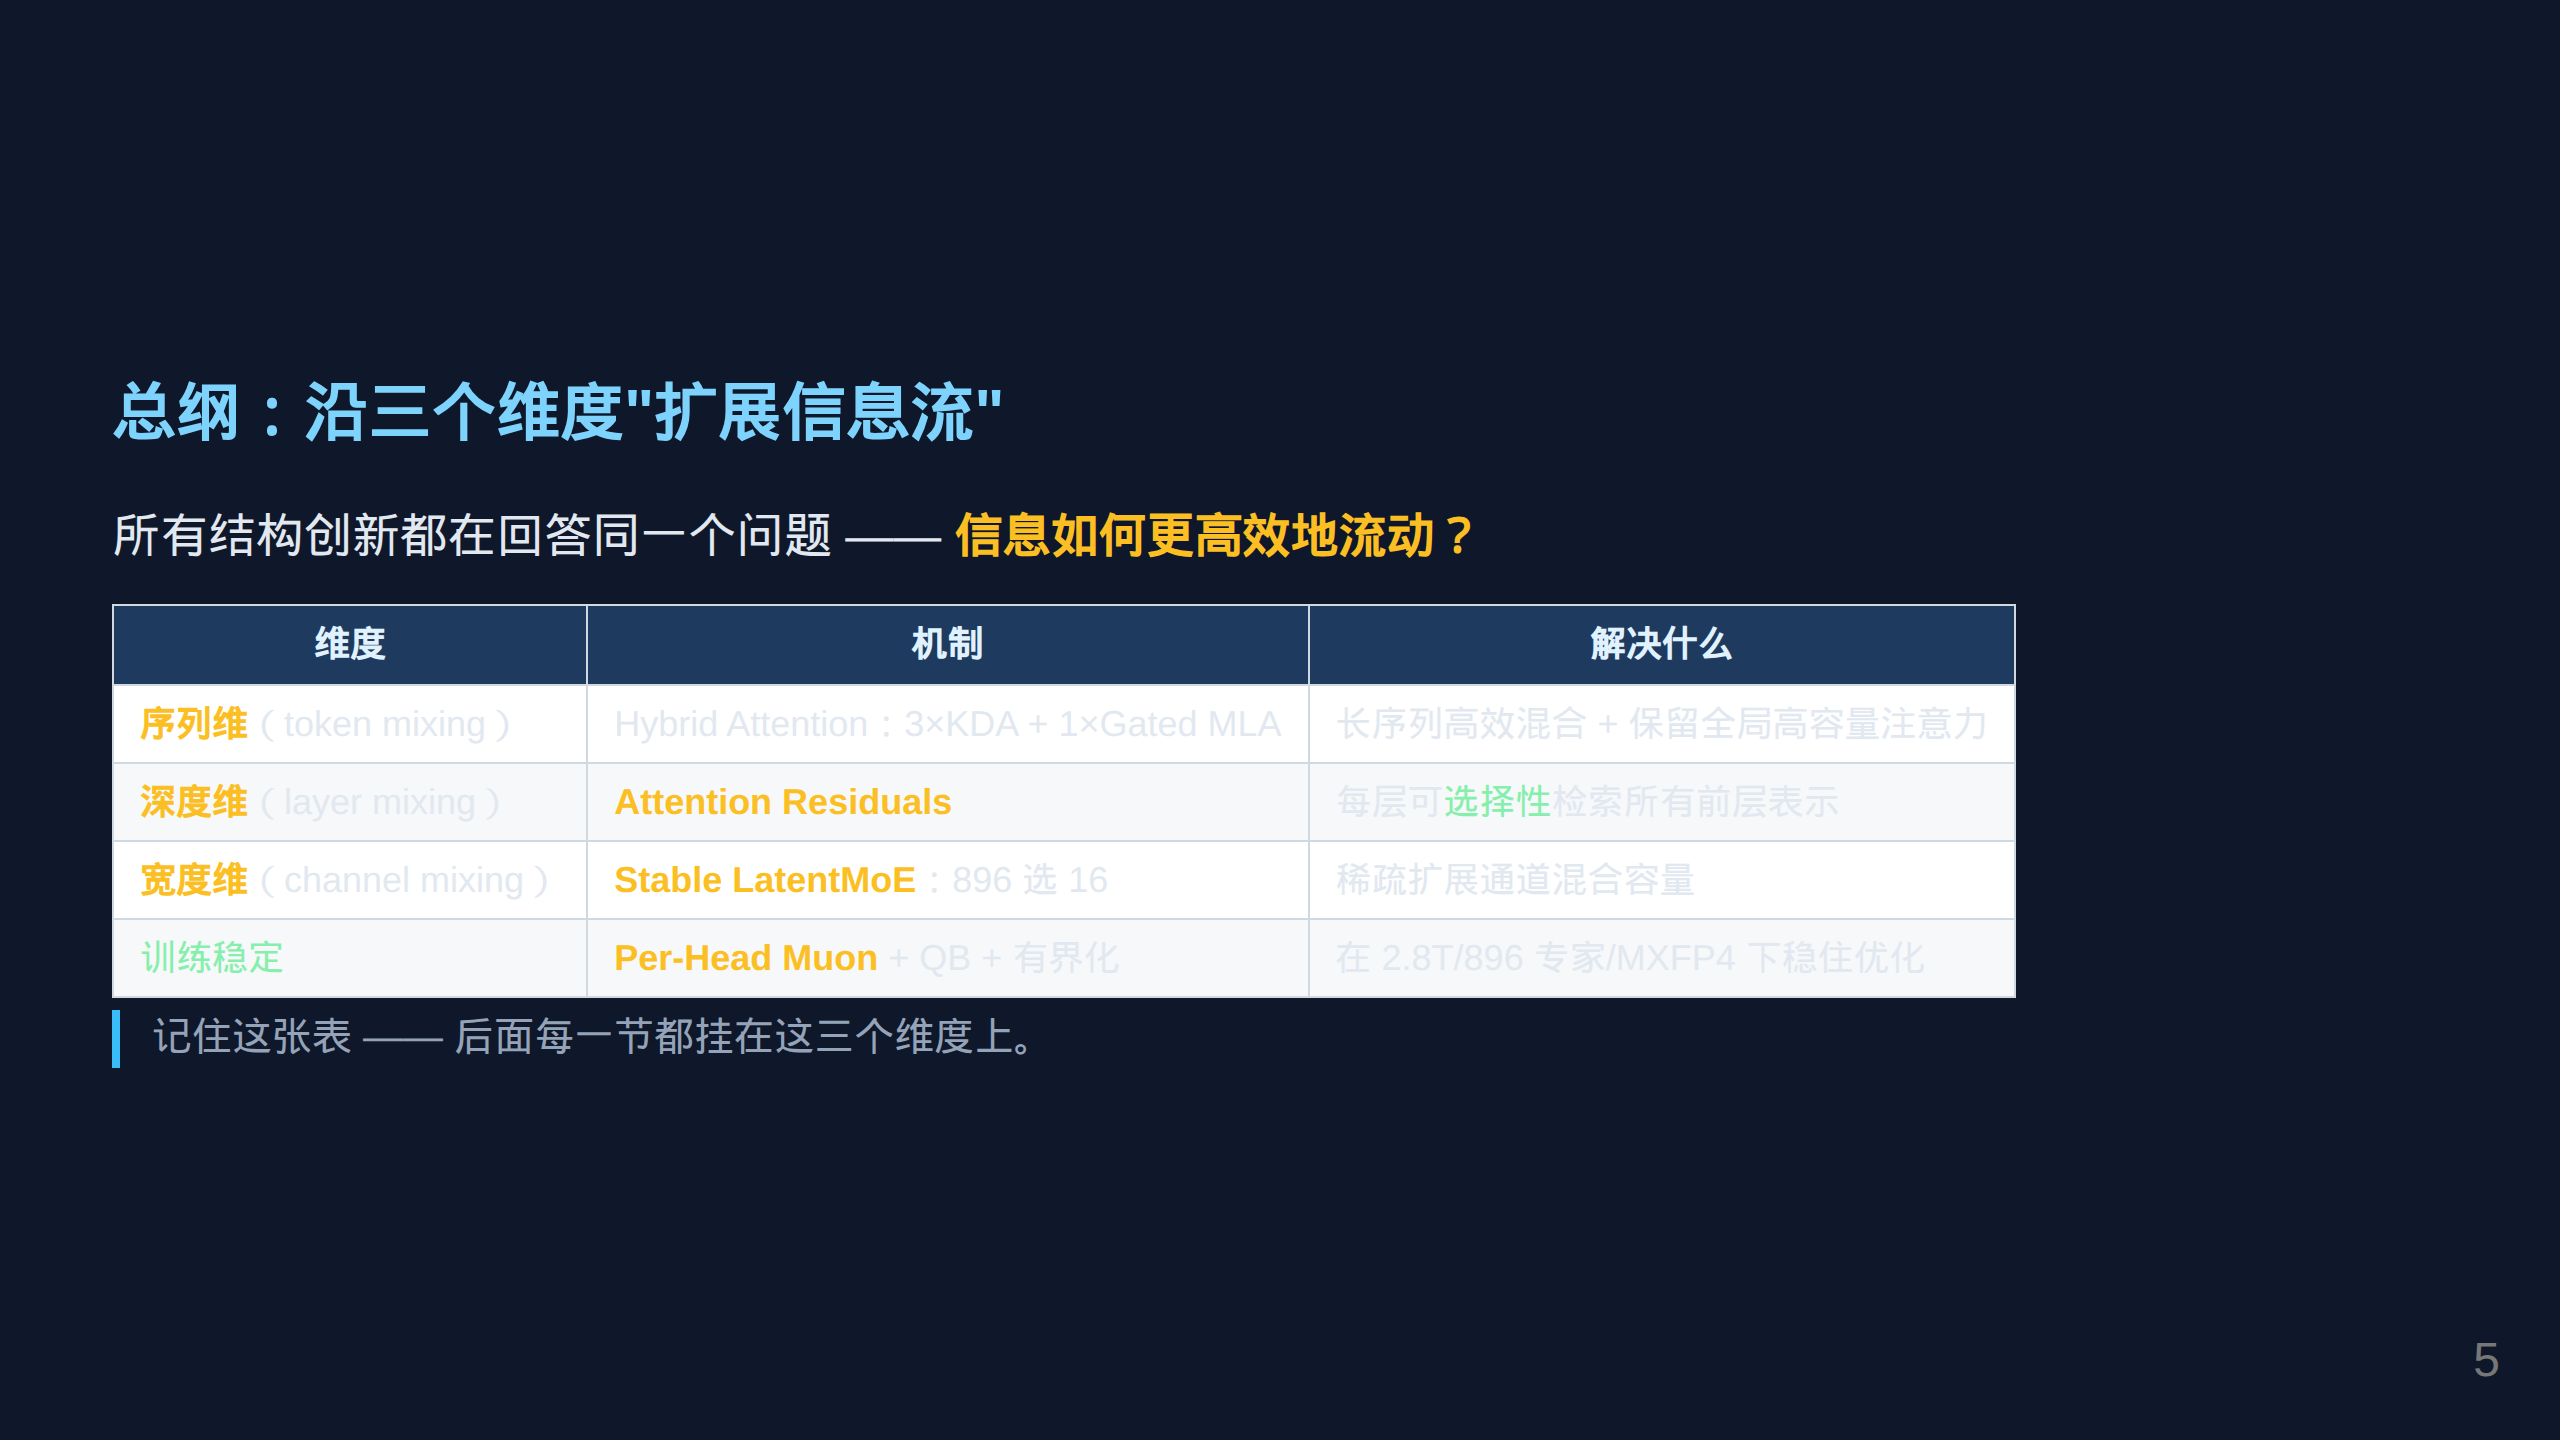 总纲：沿三个维度"扩展信息流"
所有结构创新都在回答同一个问题 —— 信息如何更高效地流动？
维度 机制 解决什么
序列维（token mixing） Hybrid Attention：3×KDA + 1×Gated MLA 长序列高效混合 + 保留全局高容量注意力
深度维（layer mixing） Attention Residuals 每层可选择性检索所有前层表示
宽度维（channel mixing） Stable LatentMoE：896 选 16 稀疏扩展通道混合容量
训练稳定 Per-Head Muon + QB + 有界化 在 2.8T/896 专家/MXFP4 下稳住优化
记住这张表 —— 后面每一节都挂在这三个维度上。
5